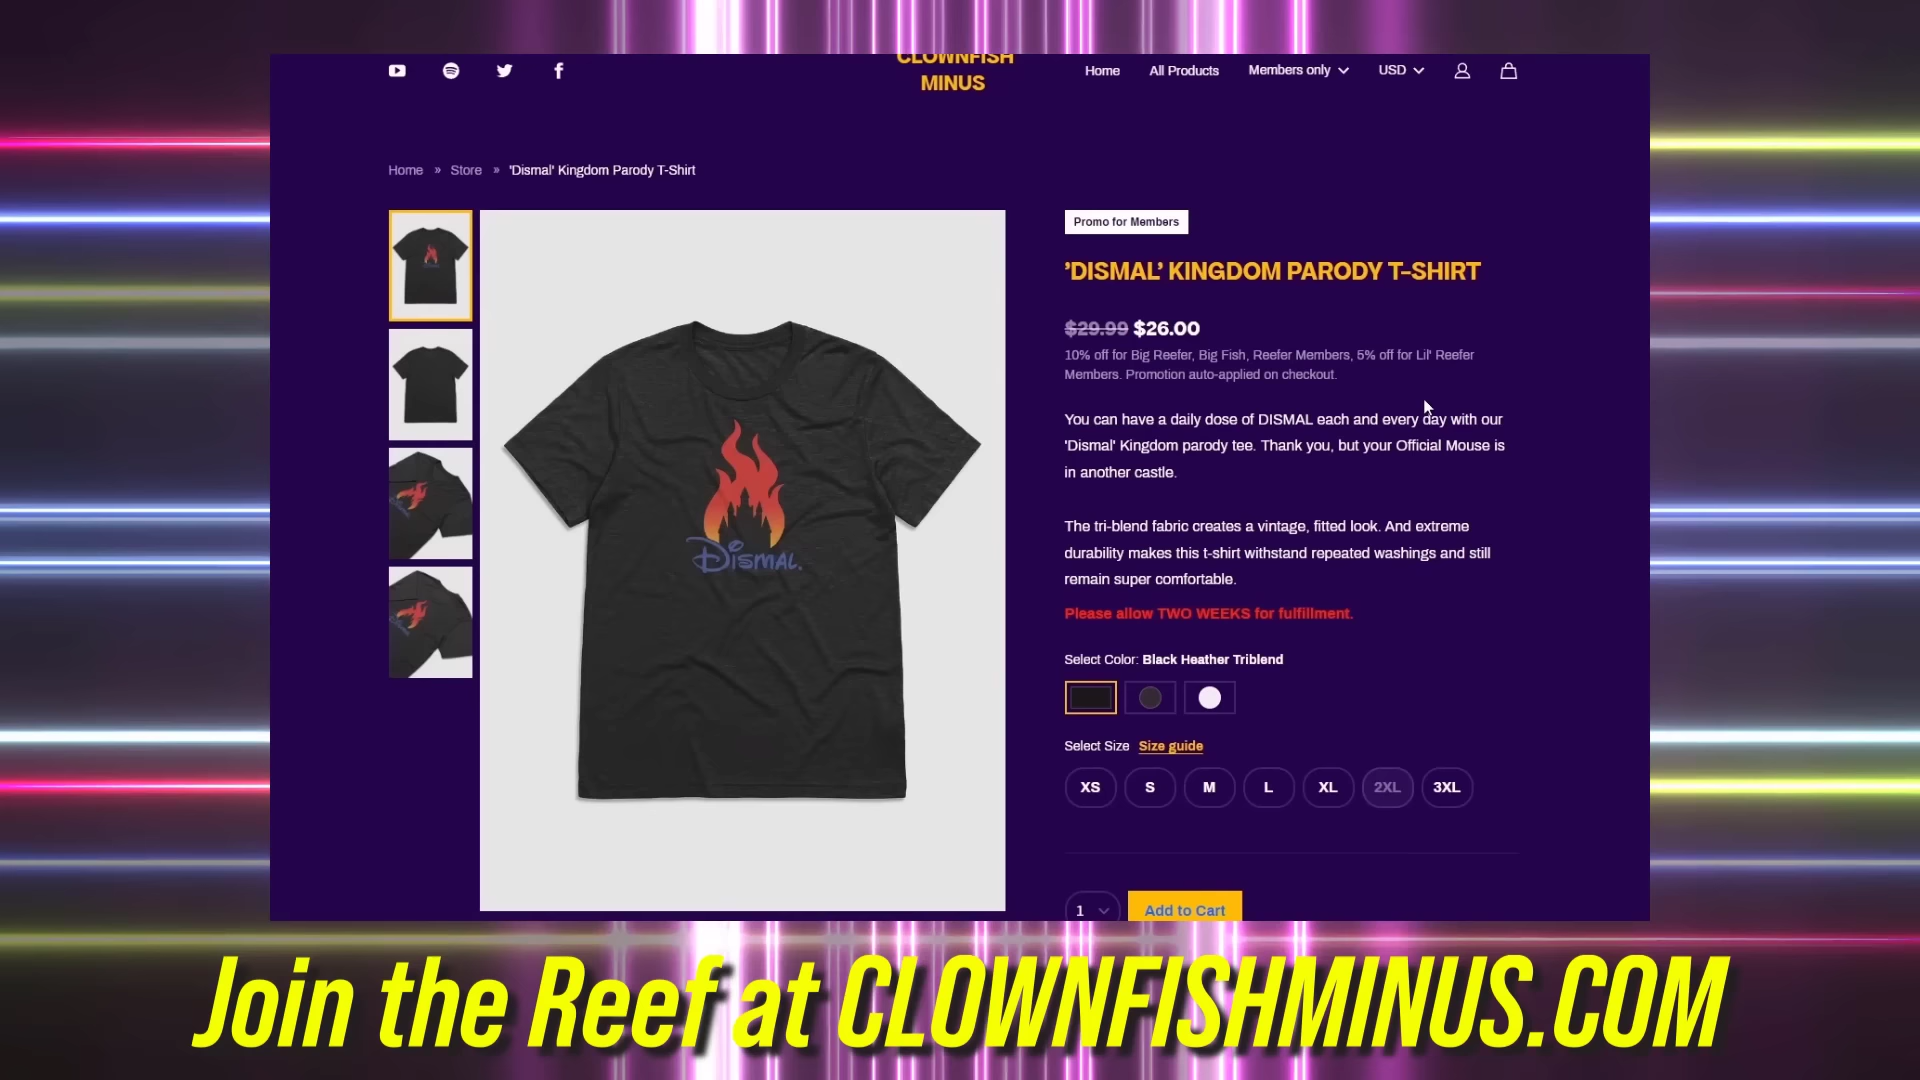 CLOWNFISH
MINUS
Home All Products Members only USD
Home » Store » 'Dismal' Kingdom Parody T-Shirt
Promo for Members
'DISMAL' KINGDOM PARODY T-SHIRT
$29.99 $26.00
10% off for Big Reefer, Big Fish, Reefer Members, 5% off for Lil' Reefer
Members. Promotion auto-applied on checkout.
You can have a daily dose of DISMAL each and every day with our
'Dismal' Kingdom parody tee. Thank you, but your Official Mouse is
in another castle.
The tri-blend fabric creates a vintage, fitted look. And extreme
durability makes this t-shirt withstand repeated washings and still
remain super comfortable.
Please allow TWO WEEKS for fulfillment.
Select Color: Black Heather Triblend
Select Size Size guide
XS S M L XL 2XL 3XL
1 Add to Cart
Dismal.
Join the Reef at CLOWNFISHMINUS.COM